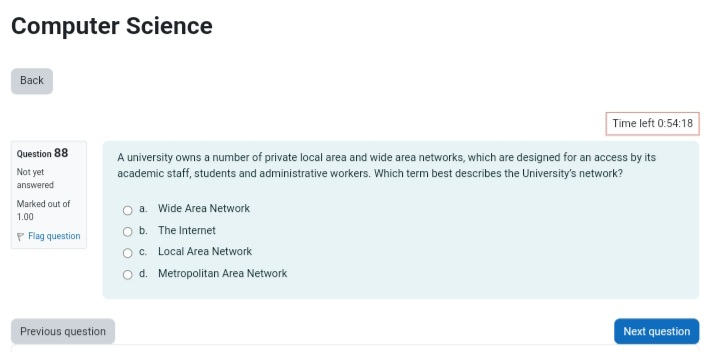 Computer Science
Back
Time left 0:54:18
Question 88
Not yet
answered
Marked out of
1.00
Flag question
A university owns a number of private local area and wide area networks, which are designed for an access by its
academic staff, students and administrative workers. Which term best describes the University's network?
a. Wide Area Network
b. The Internet
c. Local Area Network
d. Metropolitan Area Network
Previous question
Next question